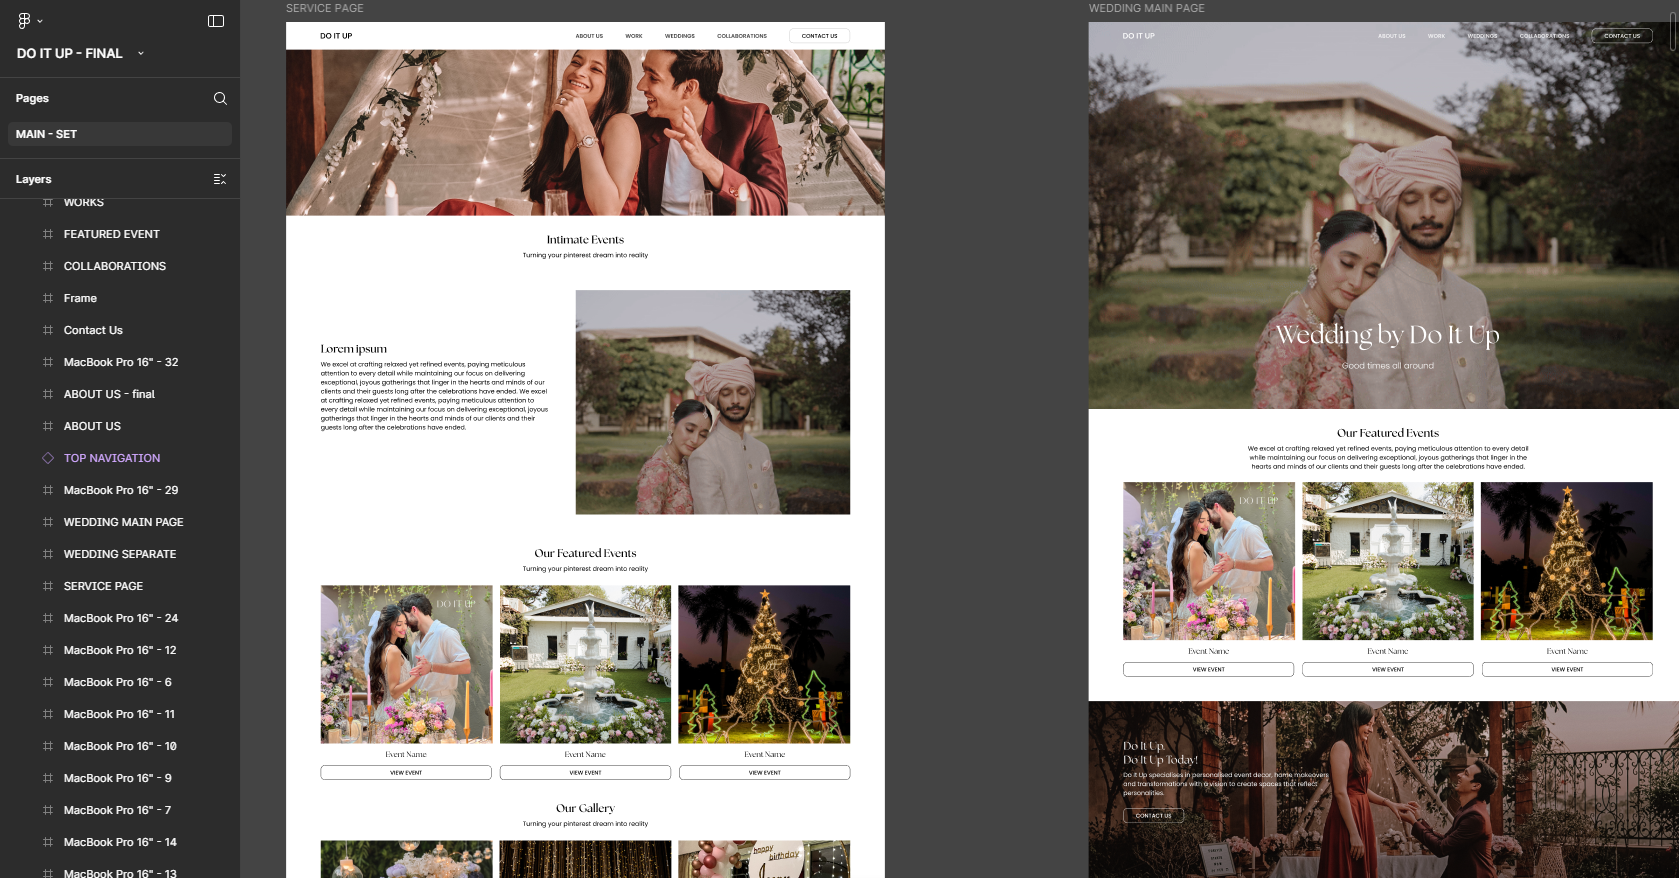 DO IT UP - FINAL
Pages
MAIN - SET
Layers
WORKS
FEATURED EVENT
COLLABORATIONS
Frame
Contact Us
MacBook Pro 16" - 32
ABOUT US - final
ABOUT US
TOP NAVIGATION
MacBook Pro 16" - 29
WEDDING MAIN PAGE
WEDDING SEPARATE
SERVICE PAGE
MacBook Pro 16" - 24
MacBook Pro 16" - 12
MacBook Pro 16" - 6
MacBook Pro 16" - 11
MacBook Pro 16" - 10
MacBook Pro 16" - 9
MacBook Pro 16" - 7
MacBook Pro 16" - 14
MacBook Pro 16" - 13
SERVICE PAGE
DO IT UP
ABOUT US
WORK
WEDDINGS
COLLABORATIONS
CONTACT US
Intimate Events
Turning your pinterest dream into reality
Lorem ipsum
We excel at crafting relaxed yet refined events, paying meticulous
attention to every detail while maintaining our focus on delivering
exceptional, joyous gatherings that linger in the hearts and minds of our
clients and their guests long after the celebrations have ended. We excel
at crafting relaxed yet refined events, paying meticulous attention to
every detail while maintaining our focus on delivering exceptional, joyous
gatherings that linger in the hearts and minds of our clients and their
guests long after the celebrations have ended.
Our Featured Events
Turning your pinterest dream into reality
DO IT UP
Event Name
Event Name
Event Name
VIEW EVENT
VIEW EVENT
VIEW EVENT
Our Gallery
Turning your pinterest dream into reality
happy
birthday
WEDDING MAIN PAGE
DO IT UP
ABOUT US
WORK
WEDDINGS
COLLABORATIONS
CONTACT US
Wedding by Do It Up
Good times all around
Our Featured Events
We excel at crafting relaxed yet refined events, paying meticulous attention to every detail
while maintaining our focus on delivering exceptional, joyous gatherings that linger in the
hearts and minds of our clients and their guests long after the celebrations have ended.
DO IT UP
Event Name
Event Name
Event Name
VIEW EVENT
VIEW EVENT
VIEW EVENT
Do It Up,
Do It Up Today!
Do it Up specialises in personalised event decor, home makeovers
and transformations with a vision to create spaces that reflect
personalities.
CONTACT US